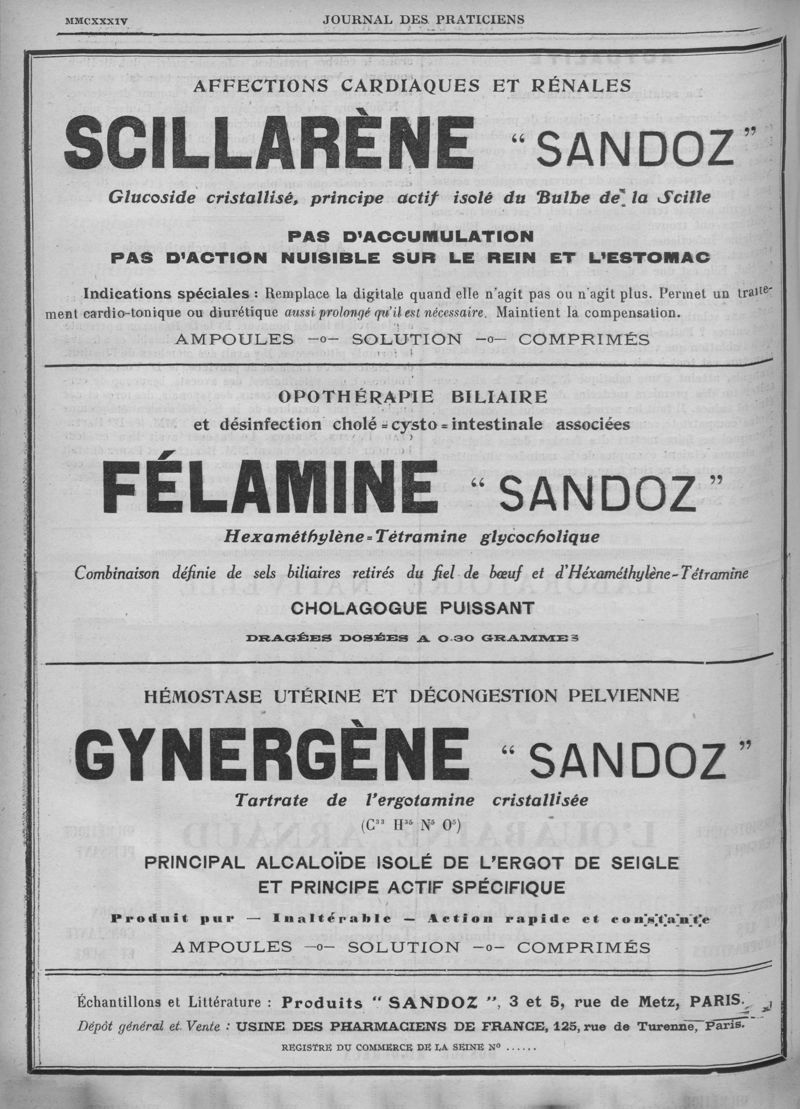 MMCXXXIV JOURNAL DES PRATICIENS
AFFECTIONS CARDIAQUES ET RÉNALES
SCILLARÈNE “SANDOZ”
Glucoside cristallisé, principe actif isolé du Bulbe de la Scille
PAS D'ACCUMULATION
PAS D'ACTION NUISIBLE SUR LE REIN ET L'ESTOMAC
Indications spéciales : Remplace la digitale quand elle n'agit pas ou n'agit plus. Permet un traite-
ment cardio-tonique ou diurétique aussi prolongé qu'il est nécessaire. Maintient la compensation.
AMPOULES —o— SOLUTION —o— COMPRIMÉS
OPOTHÉRAPIE BILIAIRE
et désinfection cholé=cysto=intestinale associées
FÉLAMINE “SANDOZ”
Hexaméthylène=Tétramine glycocholique
Combinaison définie de sels biliaires retirés du fiel de bœuf et d'Héxaméthylène-Tétramine
CHOLAGOGUE PUISSANT
DRAGÉES DOSÉES A 0.30 GRAMMES
HÉMOSTASE UTÉRINE ET DÉCONGESTION PELVIENNE
GYNERGÈNE “SANDOZ”
Tartrate de l'ergotamine cristallisée
(C³³ H³⁵ N⁵ O⁵)
PRINCIPAL ALCALOÏDE ISOLÉ DE L'ERGOT DE SEIGLE
ET PRINCIPE ACTIF SPÉCIFIQUE
Produit pur — Inaltérable — Action rapide et constante
AMPOULES —o— SOLUTION —o— COMPRIMÉS
Échantillons et Littérature : Produits “SANDOZ”, 3 et 5, rue de Metz, PARIS.
Dépôt général et Vente : USINE DES PHARMACIENS DE FRANCE, 125, rue de Turenne, Paris.
REGISTRE DU COMMERCE DE LA SEINE Nº ......